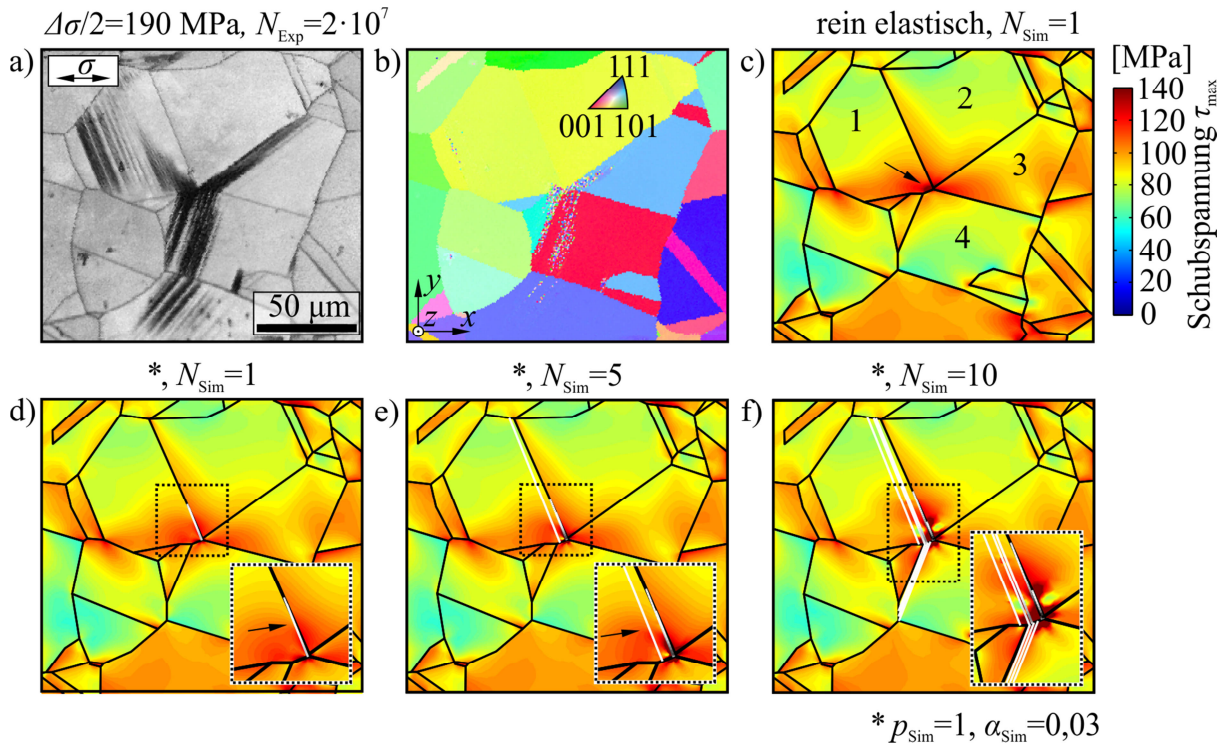 Δσ/2=190 MPa, N_Exp=2·10⁷
rein elastisch, N_Sim=1
a)
σ
50 µm
b)
111
001 101
y
z
x
c)
1
2
3
4
[MPa]
140
120
100
80
60
40
20
0
Schubspannung τ_max
*, N_Sim=1
*, N_Sim=5
*, N_Sim=10
d)
e)
f)
* p_Sim=1, α_Sim=0,03